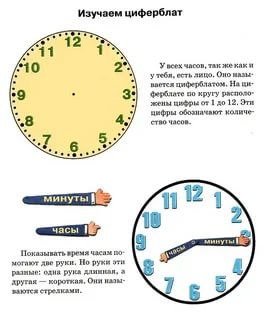 Изучаем циферблат
У всех часов, так же как и
у тебя, есть лицо. Оно назы-
вается циферблатом. На ци-
ферблате по кругу располо-
жены цифры от 1 до 12. Эти
цифры обозначают количе-
ство часов.
12
11 1
10 2
9 3
8 4
7 5
6
минуты
часы
Показывать время часам по-
могают две руки. Но руки эти
разные: одна рука длинная, а
другая — короткая. Они назы-
ваются стрелками.
12
11 1
10 2
9 часы минуты
8 4
7 5
6